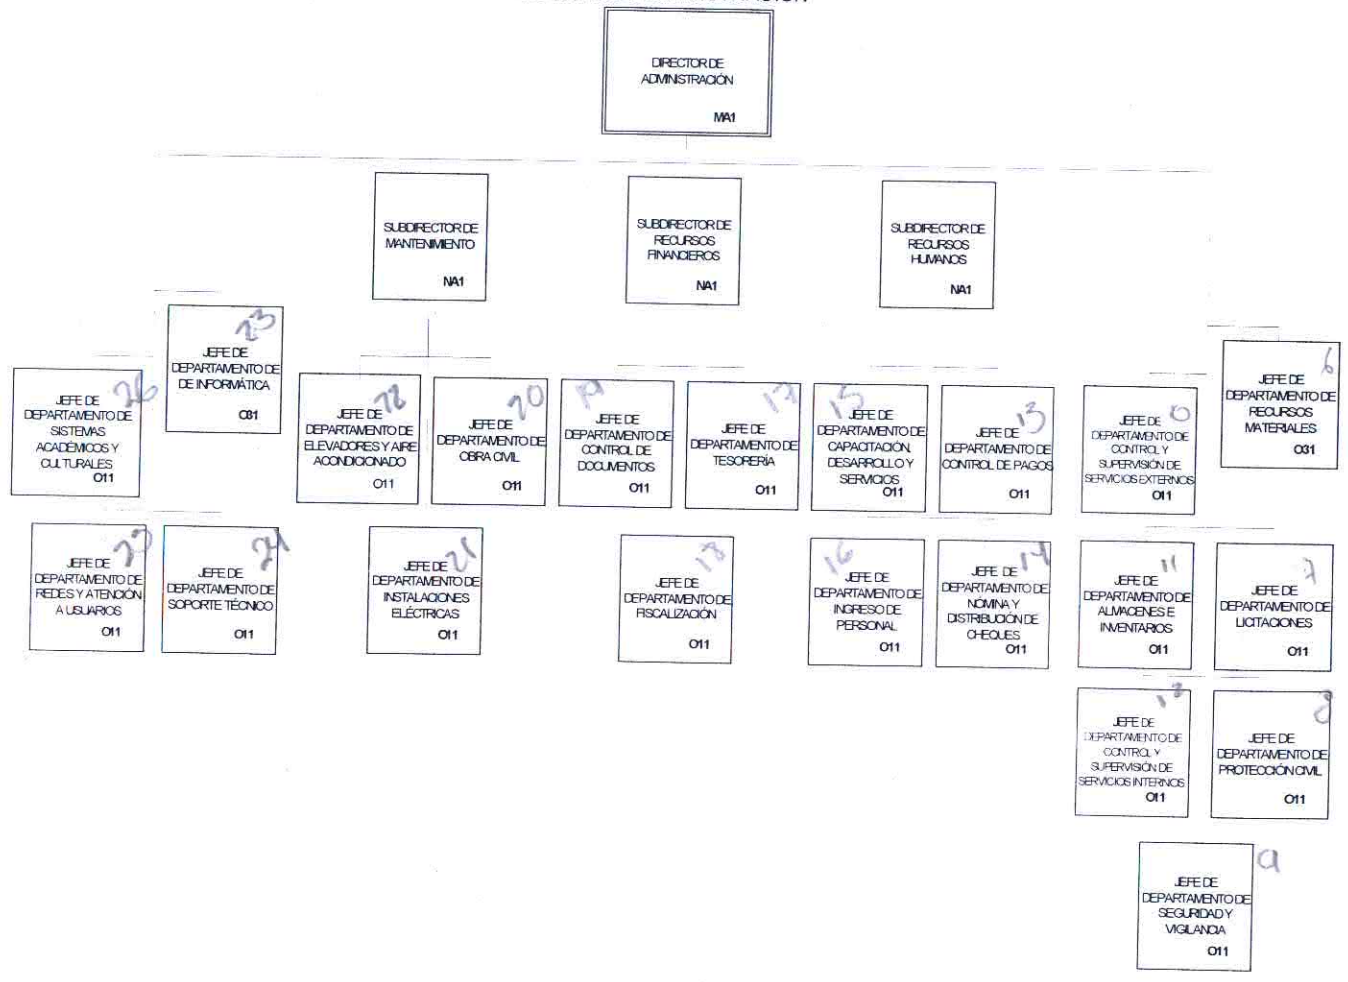 DIRECTOR DE
ADMINISTRACIÓN
MA1
SUBDIRECTOR DE
MANTENIMIENTO
NA1
SUBDIRECTOR DE
RECURSOS
FINANCIEROS
NA1
SUBDIRECTOR DE
RECURSOS
HUMANOS
NA1
23
JEFE DE
DEPARTAMENTO DE
DE INFORMÁTICA
O31
6
JEFE DE
DEPARTAMENTO DE
RECURSOS
MATERIALES
O31
26
JEFE DE
DEPARTAMENTO DE
SISTEMAS
ACADÉMICOS Y
CULTURALES
O11
JEFE DE
DEPARTAMENTO DE
ELEVADORES Y AIRE
ACONDICIONADO
O11
20
JEFE DE
DEPARTAMENTO DE
OBRA CIVIL
O11
19
JEFE DE
DEPARTAMENTO DE
CONTROL DE
DOCUMENTOS
O11
17
JEFE DE
DEPARTAMENTO DE
TESORERÍA
O11
15
JEFE DE
DEPARTAMENTO DE
CAPACITACIÓN,
DESARROLLO Y
SERVICIOS
O11
13
JEFE DE
DEPARTAMENTO DE
CONTROL DE PAGOS
O11
JEFE DE
DEPARTAMENTO DE
CONTROL Y
SUPERVISIÓN DE
SERVICIOS EXTERNOS
O11
JEFE DE
DEPARTAMENTO DE
REDES Y ATENCIÓN
A USUARIOS
O11
JEFE DE
DEPARTAMENTO DE
SOPORTE TÉCNICO
O11
21
JEFE DE
DEPARTAMENTO DE
INSTALACIONES
ELÉCTRICAS
O11
18
JEFE DE
DEPARTAMENTO DE
FISCALIZACIÓN
O11
16
JEFE DE
DEPARTAMENTO DE
INGRESO DE
PERSONAL
O11
14
JEFE DE
DEPARTAMENTO DE
NÓMINA Y
DISTRIBUCIÓN DE
CHEQUES
O11
11
JEFE DE
DEPARTAMENTO DE
ALMACENES E
INVENTARIOS
O11
7
JEFE DE
DEPARTAMENTO DE
LICITACIONES
O11
12
JEFE DE
DEPARTAMENTO DE
CONTROL Y
SUPERVISIÓN DE
SERVICIOS INTERNOS
O11
8
JEFE DE
DEPARTAMENTO DE
PROTECCIÓN CIVIL
O11
9
JEFE DE
DEPARTAMENTO DE
SEGURIDAD Y
VIGILANCIA
O11